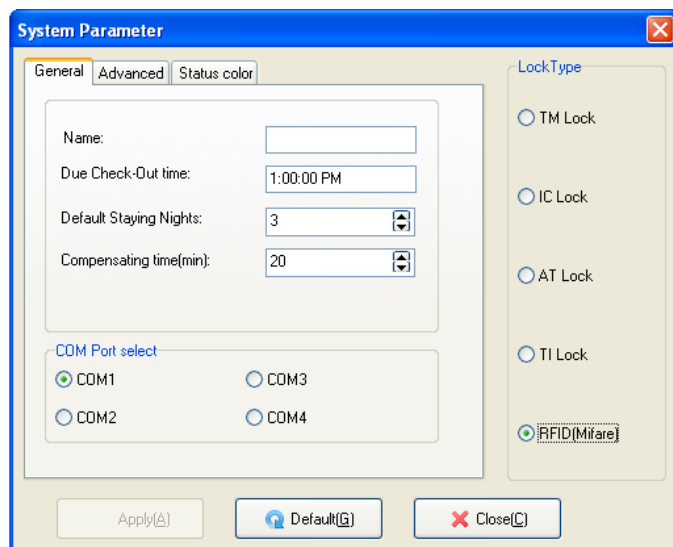 System Parameter
General Advanced Status color
Name:
Due Check-Out time: 1:00:00 PM
Default Staying Nights: 3
Compensating time(min): 20
COM Port select
COM1 COM3
COM2 COM4
LockType
TM Lock
IC Lock
AT Lock
TI Lock
RFID(Mifare)
Apply(A) Default(G) Close(C)